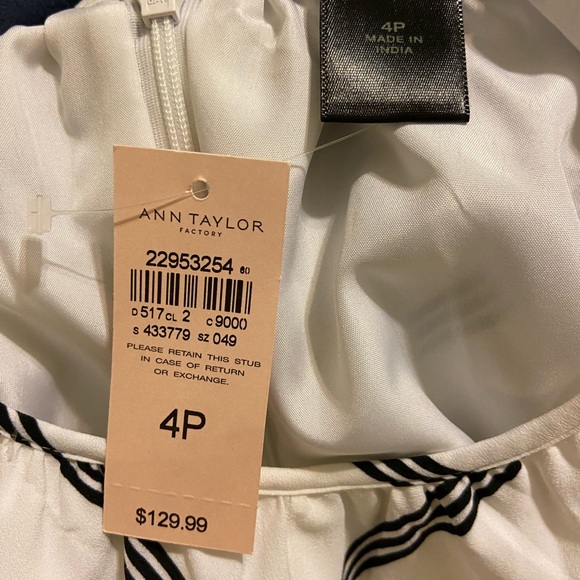 4P
MADE IN
INDIA
ANN TAYLOR
FACTORY
22953254 60
D 517 CL 2 C 9000
S 433779 SZ 049
PLEASE RETAIN THIS STUB
IN CASE OF RETURN
OR EXCHANGE.
4P
$129.99